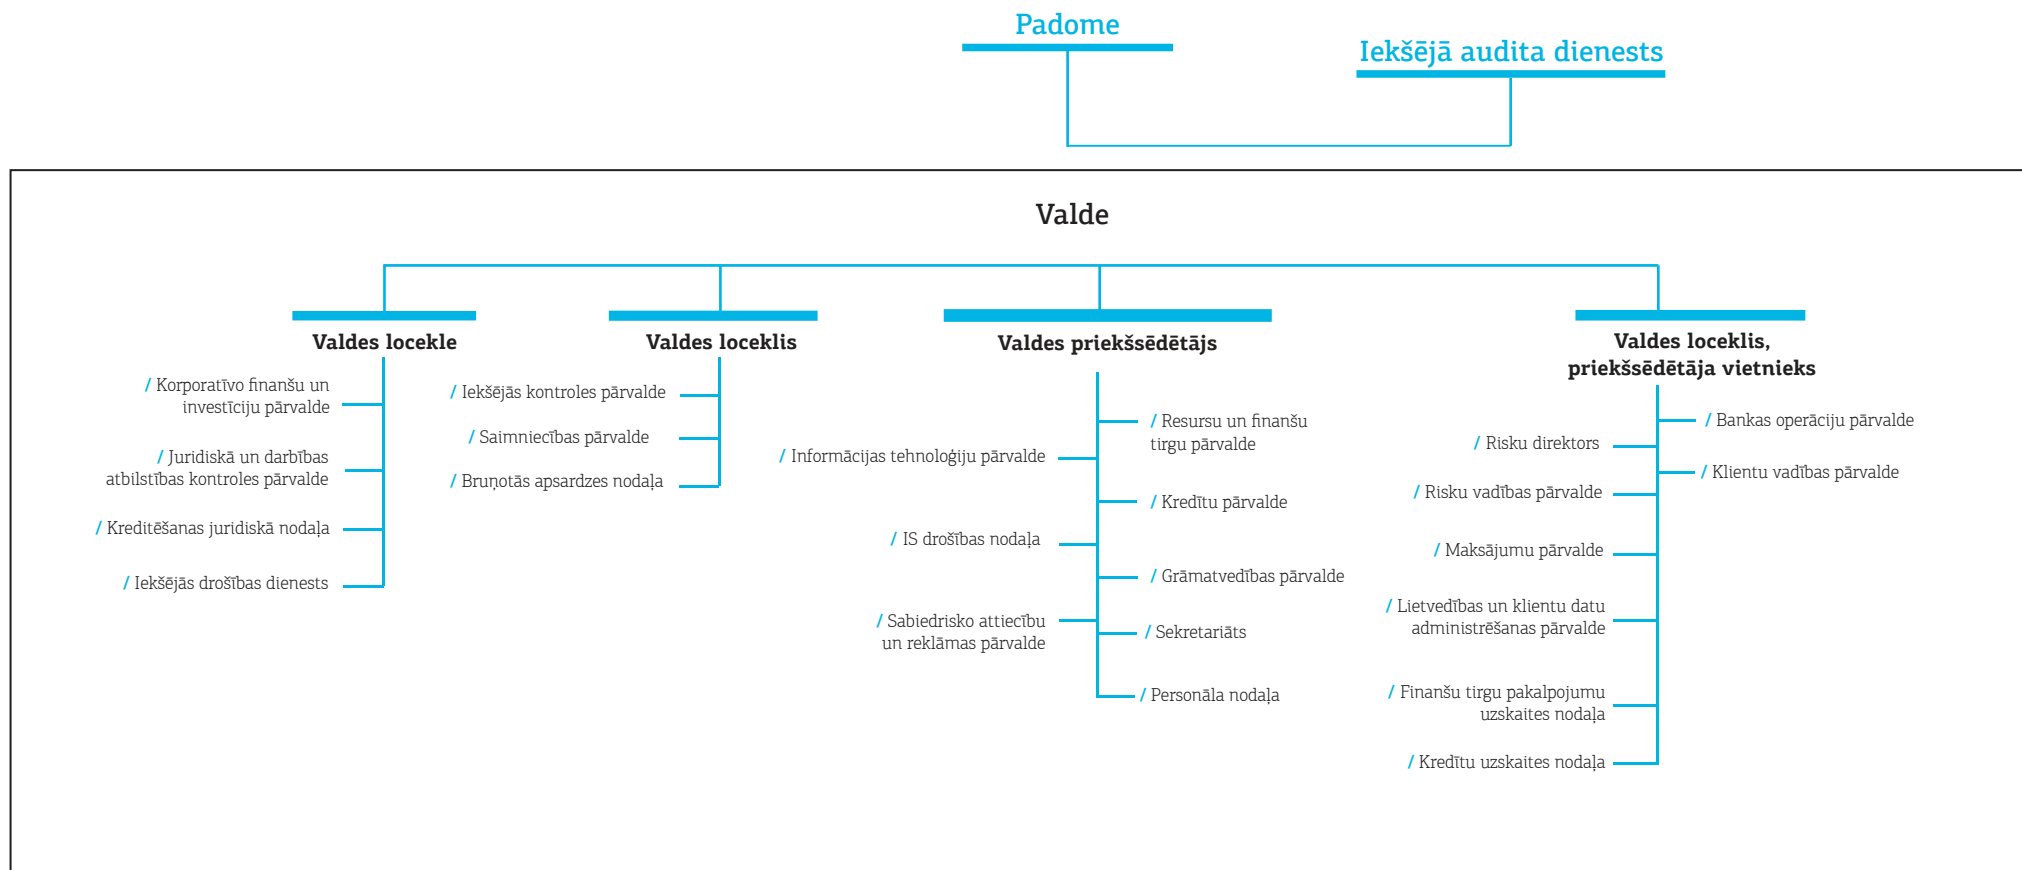 Padome
Iekšējā audita dienests
Valde
Valdes locekle
/ Korporatīvo finanšu un
investīciju pārvalde
/ Juridiskā un darbības
atbilstības kontroles pārvalde
/ Kreditēšanas juridiskā nodaļa
/ Iekšējās drošības dienests
Valdes loceklis
/ Iekšējās kontroles pārvalde
/ Saimniecības pārvalde
/ Bruņotās apsardzes nodaļa
Valdes priekšsēdētājs
/ Informācijas tehnoloģiju pārvalde
/ IS drošības nodaļa
/ Sabiedrisko attiecību
un reklāmas pārvalde
/ Resursu un finanšu
tirgu pārvalde
/ Kredītu pārvalde
/ Grāmatvedības pārvalde
/ Sekretariāts
/ Personāla nodaļa
Valdes loceklis,
priekšsēdētāja vietnieks
/ Risku direktors
/ Risku vadības pārvalde
/ Maksājumu pārvalde
/ Lietvedības un klientu datu
administrēšanas pārvalde
/ Finanšu tirgu pakalpojumu
uzskaites nodaļa
/ Kredītu uzskaites nodaļa
/ Bankas operāciju pārvalde
/ Klientu vadības pārvalde